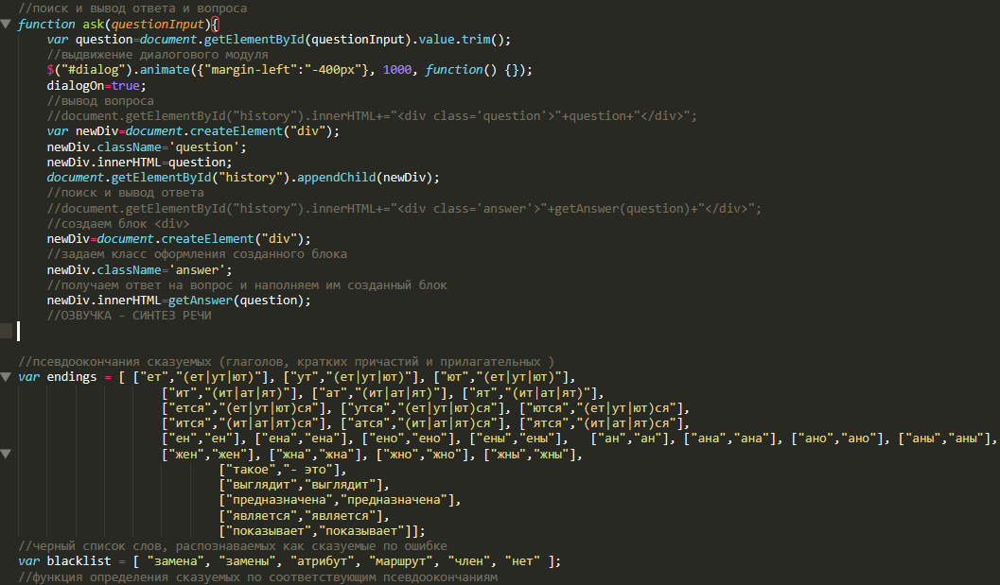 //поиск и вывод ответа и вопроса
function ask(questionInput){
var question=document.getElementById(questionInput).value.trim();
//выдвижение диалогового модуля
$("#dialog").animate({"margin-left":"-400px"}, 1000, function() {});
dialogOn=true;
//вывод вопроса
//document.getElementById("history").innerHTML+="<div class='question'>"+question+"</div>";
var newDiv=document.createElement("div");
newDiv.className='question';
newDiv.innerHTML=question;
document.getElementById("history").appendChild(newDiv);
//поиск и вывод ответа
//document.getElementById("history").innerHTML+="<div class='answer'>"+getAnswer(question)+"</div>";
//создаем блок <div>
newDiv=document.createElement("div");
//задаем класс оформления созданного блока
newDiv.className='answer';
//получаем ответ на вопрос и наполняем им созданный блок
newDiv.innerHTML=getAnswer(question);
//ОЗВУЧКА - СИНТЕЗ РЕЧИ
//псевдоокончания сказуемых (глаголов, кратких причастий и прилагательных )
var endings = [ ["ет","(ет|ут|ют)"], ["ут","(ет|ут|ют)"], ["ют","(ет|ут|ют)"],
["ит","(ит|ат|ят)"], ["ат","(ит|ат|ят)"], ["ят","(ит|ат|ят)"],
["ется","(ет|ут|ют)ся"], ["утся","(ет|ут|ют)ся"], ["ются","(ет|ут|ют)ся"],
["ится","(ит|ат|ят)ся"], ["атся","(ит|ат|ят)ся"], ["ятся","(ит|ат|ят)ся"],
["ен","ен"], ["ена","ена"], ["ено","ено"], ["ены","ены"],   ["ан","ан"], ["ана","ана"], ["ано","ано"], ["аны","аны"],
["жен","жен"], ["жна","жна"], ["жно","жно"], ["жны","жны"],
["такое","- это"],
["выглядит","выглядит"],
["предназначена","предназначена"],
["является","является"],
["показывает","показывает"]];
//черный список слов, распознаваемых как сказуемые по ошибке
var blacklist = [ "замена", "замены", "атрибут", "маршрут", "член", "нет" ];
//функция определения сказуемых по соответствующим псевдоокончаниям